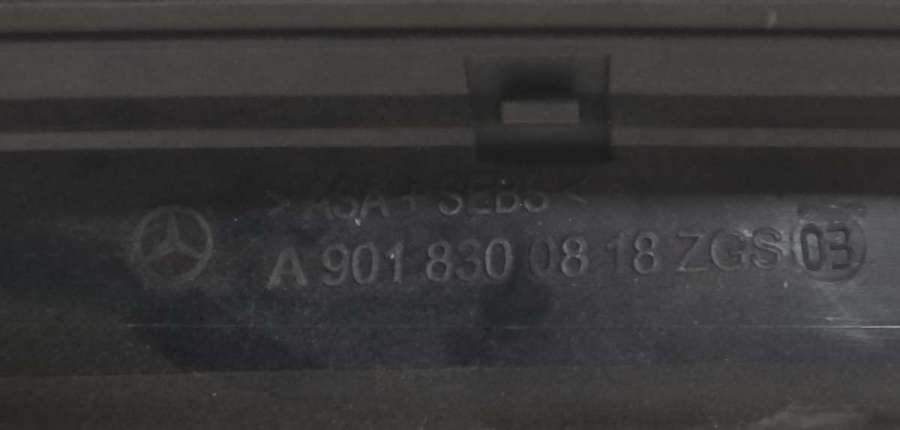 >ASA+SEBS<
A 901 830 08 18 ZGS 03